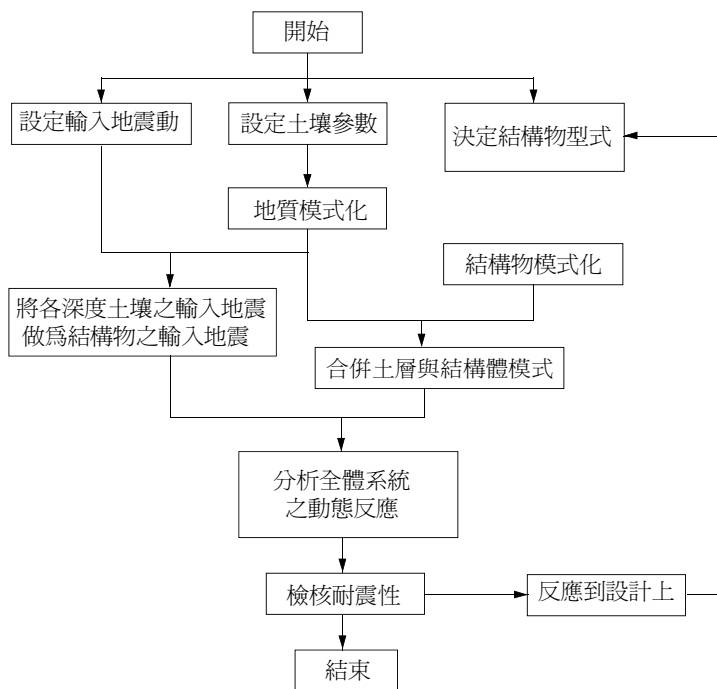 開始
設定輸入地震動
設定土壤參數
決定結構物型式
地質模式化
結構物模式化
將各深度土壤之輸入地震
做為結構物之輸入地震
合併土層與結構體模式
分析全體系統
之動態反應
檢核耐震性
反應到設計上
結束